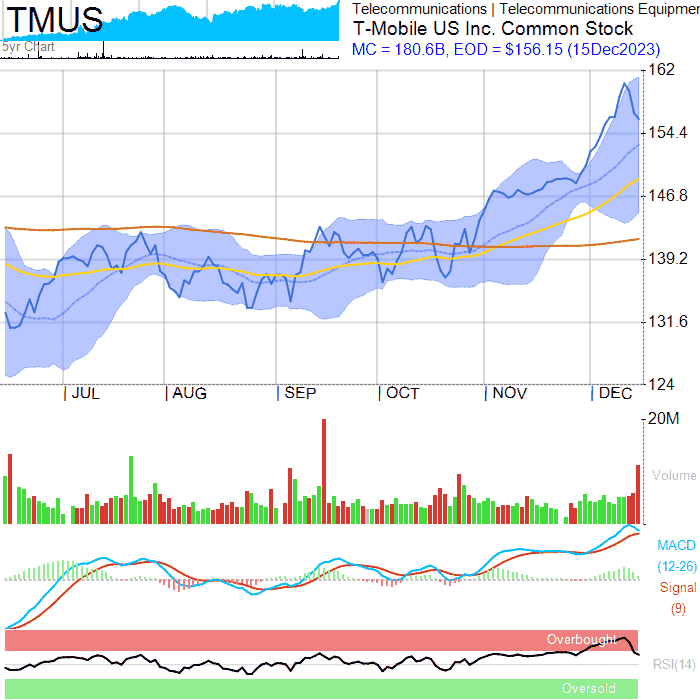 TMUS
5yr Chart
Telecommunications | Telecommunications Equipmen
T-Mobile US Inc. Common Stock
MC = 180.6B, EOD = $156.15 (15Dec2023)
162
154.4
146.8
139.2
131.6
124
JUL AUG SEP OCT NOV DEC
20M
Volume
MACD
(12-26)
Signal
(9)
Overbought
RSI(14)
Oversold